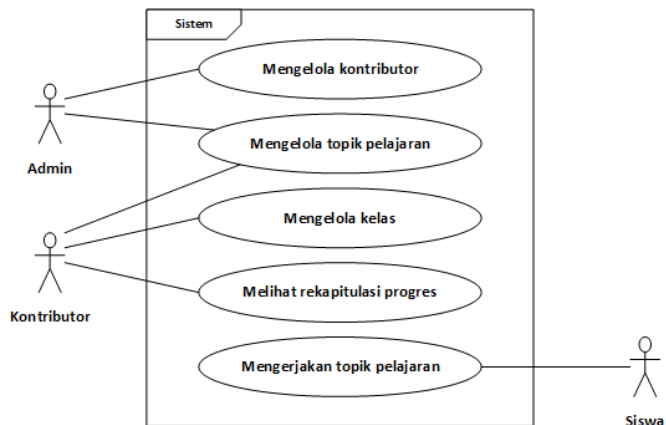 Sistem
Mengelola kontributor
Mengelola topik pelajaran
Admin
Mengelola kelas
Melihat rekapitulasi progres
Kontributor
Mengerjakan topik pelajaran
Siswa